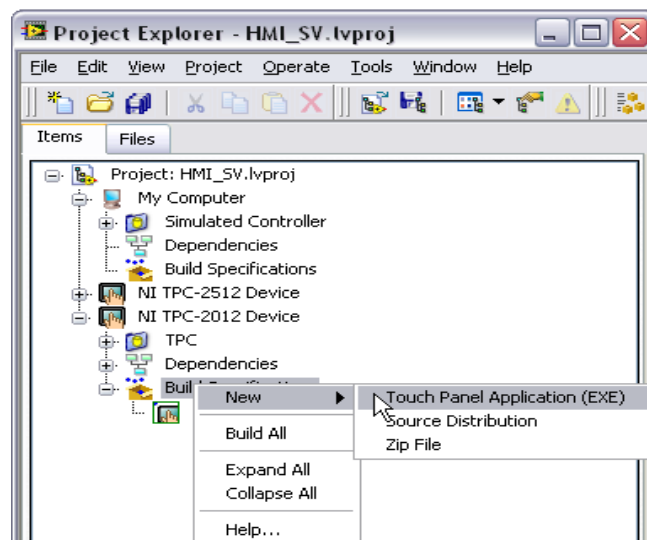 Project Explorer - HMI_SV.lvproj
File Edit View Project Operate Tools Window Help
Items Files
Project: HMI_SV.lvproj
My Computer
Simulated Controller
Dependencies
Build Specifications
NI TPC-2512 Device
NI TPC-2012 Device
TPC
Dependencies
New
Touch Panel Application (EXE)
Source Distribution
Build All
Zip File
Expand All
Collapse All
Help...